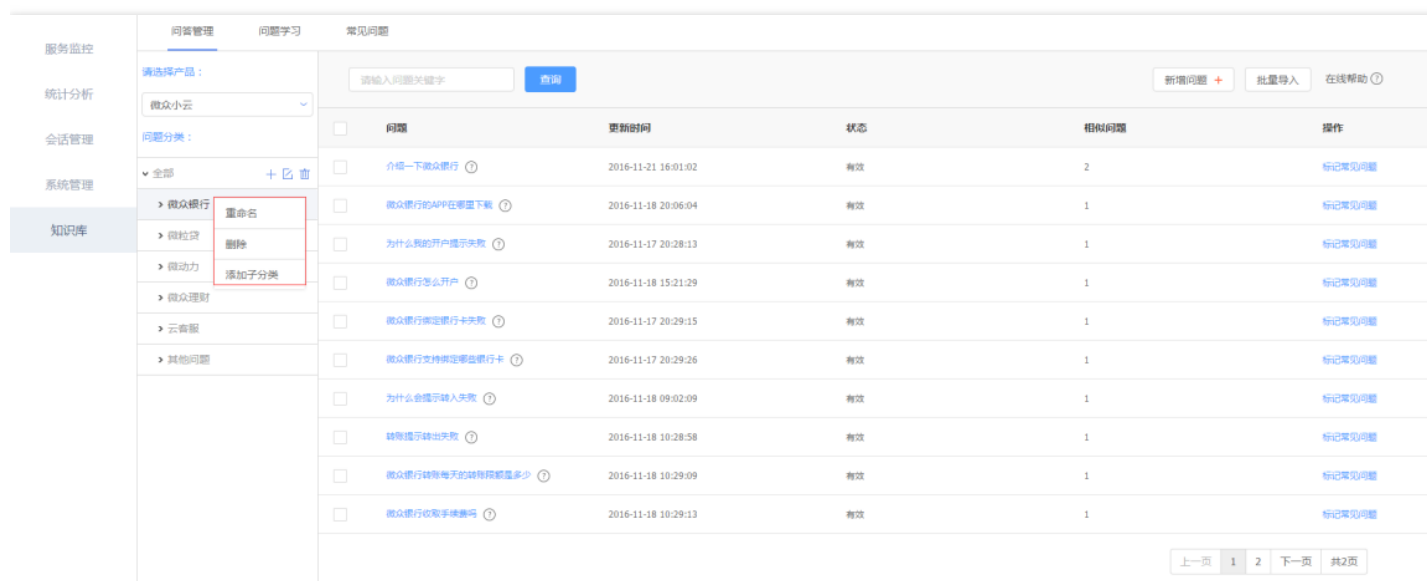 问答管理 问题学习 常见问题
服务监控
统计分析
会话管理
系统管理
知识库
请选择产品：
微众小云
问题分类：
全部
微众银行
微粒贷
微动力
微众理财
云客服
其他问题
重命名
删除
添加子分类
请输入问题关键字 查询 新增问题 + 批量导入 在线帮助 ?
问题 更新时间 状态 相似问题 操作
介绍一下微众银行 ? 2016-11-21 16:01:02 有效 2 标记常见问题
微众银行的APP在哪里下载 ? 2016-11-18 20:06:04 有效 1 标记常见问题
为什么我的开户提示失败 ? 2016-11-17 20:28:13 有效 1 标记常见问题
微众银行怎么开户 ? 2016-11-18 15:21:29 有效 1 标记常见问题
微众银行绑定银行卡失败 ? 2016-11-17 20:29:15 有效 1 标记常见问题
微众银行支持绑定哪些银行卡 ? 2016-11-17 20:29:26 有效 1 标记常见问题
为什么会提示转入失败 ? 2016-11-18 09:02:09 有效 1 标记常见问题
转账提示转出失败 ? 2016-11-18 10:28:58 有效 1 标记常见问题
微众银行转账每天的转账限额是多少 ? 2016-11-18 10:29:09 有效 1 标记常见问题
微众银行收取手续费吗 ? 2016-11-18 10:29:13 有效 1 标记常见问题
上一页 1 2 下一页 共2页